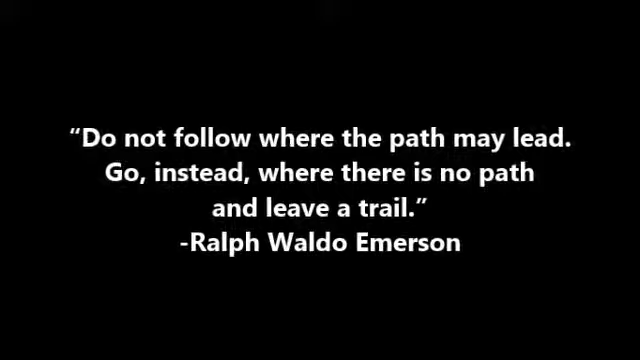 “Do not follow where the path may lead.
Go, instead, where there is no path
and leave a trail.”
-Ralph Waldo Emerson